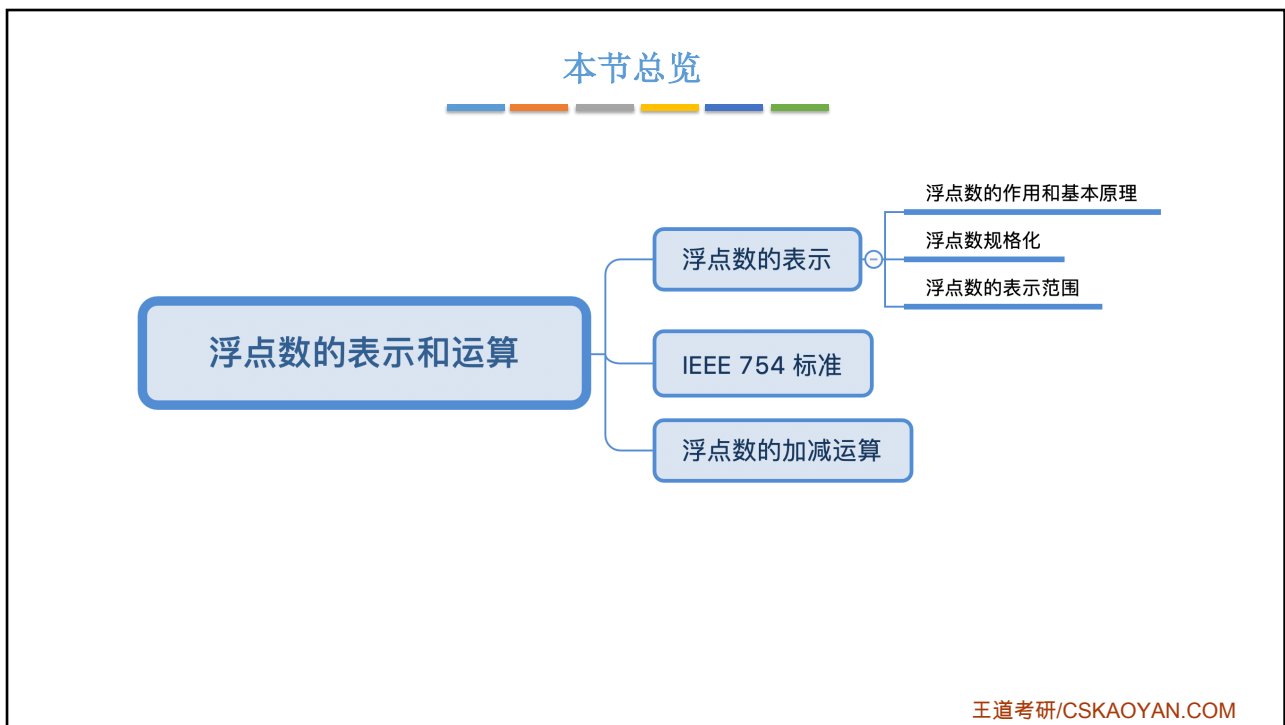 本节总览
浮点数的表示和运算
浮点数的表示
浮点数的作用和基本原理
浮点数规格化
浮点数的表示范围
IEEE 754 标准
浮点数的加减运算
王道考研/CSKAOYAN.COM